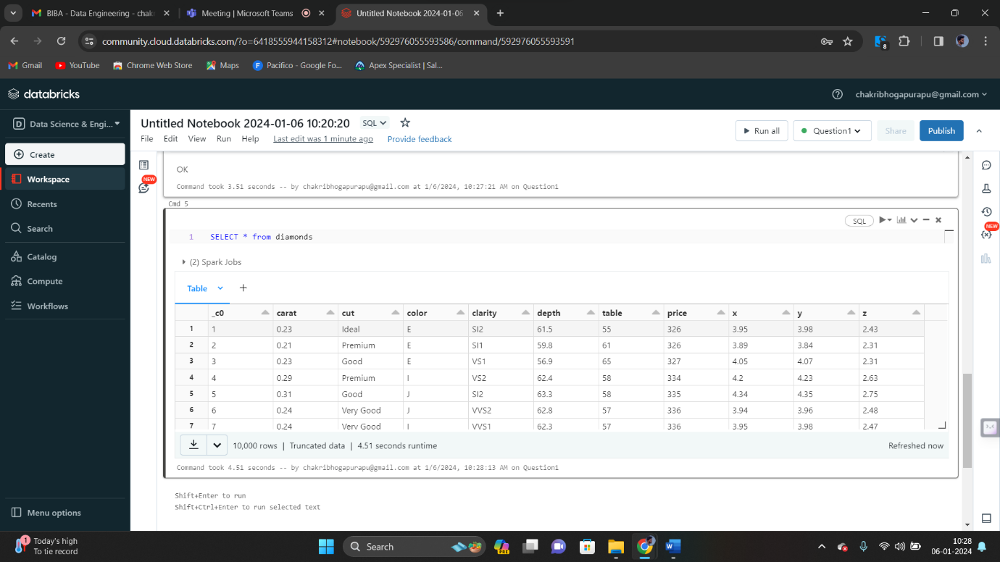 BIBA - Data Engineering - chak
Meeting | Microsoft Teams
Untitled Notebook 2024-01-06
community.cloud.databricks.com/?o=6418555944158312#notebook/592976055593586/command/592976055593591
8
Gmail
YouTube
Chrome Web Store
Maps
Pacifico - Google Fo...
Apex Specialist | Sal...
databricks
chakribhogapurapu@gmail.com
D Data Science & Engi...
Create
Workspace
Recents
Search
Catalog
Compute
Workflows
Menu options
Untitled Notebook 2024-01-06 10:20:20 SQL
File Edit View Run Help Last edit was 1 minute ago Provide feedback
Run all Question1 Share Publish
NEW
NEW
OK
Command took 3.51 seconds -- by chakribhogapurapu@gmail.com at 1/6/2024, 10:27:21 AM on Question1
Cmd 5
SQL
1 SELECT * from diamonds
(2) Spark Jobs
Table +
_c0 carat cut color clarity depth table price x y z
1 1 0.23 Ideal E SI2 61.5 55 326 3.95 3.98 2.43
2 2 0.21 Premium E SI1 59.8 61 326 3.89 3.84 2.31
3 3 0.23 Good E VS1 56.9 65 327 4.05 4.07 2.31
4 4 0.29 Premium I VS2 62.4 58 334 4.2 4.23 2.63
5 5 0.31 Good J SI2 63.3 58 335 4.34 4.35 2.75
6 6 0.24 Very Good J VVS2 62.8 57 336 3.94 3.96 2.48
7 7 0.24 Very Good I VVS1 62.3 57 336 3.95 3.98 2.47
10,000 rows | Truncated data | 4.51 seconds runtime Refreshed now
Command took 4.51 seconds -- by chakribhogapurapu@gmail.com at 1/6/2024, 10:28:13 AM on Question1
Shift+Enter to run
Shift+Ctrl+Enter to run selected text
1
Today's high
To tie record
Search
PRE
10:28
06-01-2024